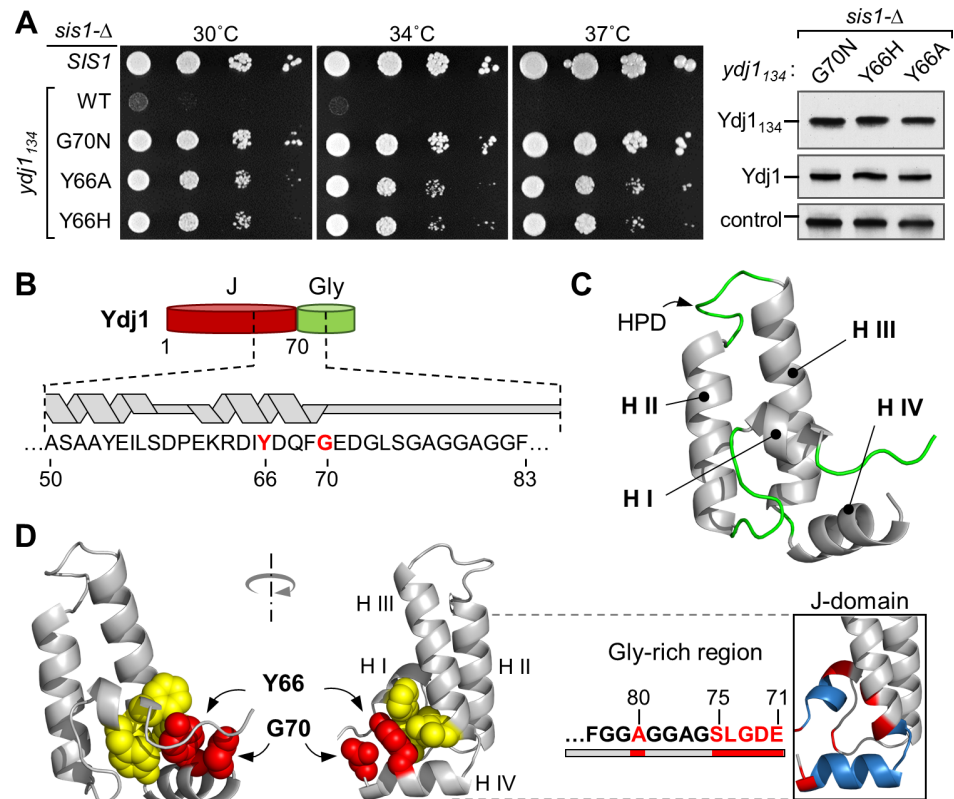 A
sis1-Δ 30˚C 34˚C 37˚C
SIS1
WT
G70N
Y66A
Y66H
ydj1134
sis1-Δ
ydj1134 : G70N Y66H Y66A
Ydj1134
Ydj1
control
B
J Gly
Ydj1
1 70
...ASAAYEILSDPEKRDIYDQFGEDGLSGAGGAGGF...
50 66 70 83
C
HPD
H III
H II
H IV
H I
D
H III
H I
H II
H IV
Y66
G70
Gly-rich region
80 75 71
...FGGAGGAGSLGDE
J-domain